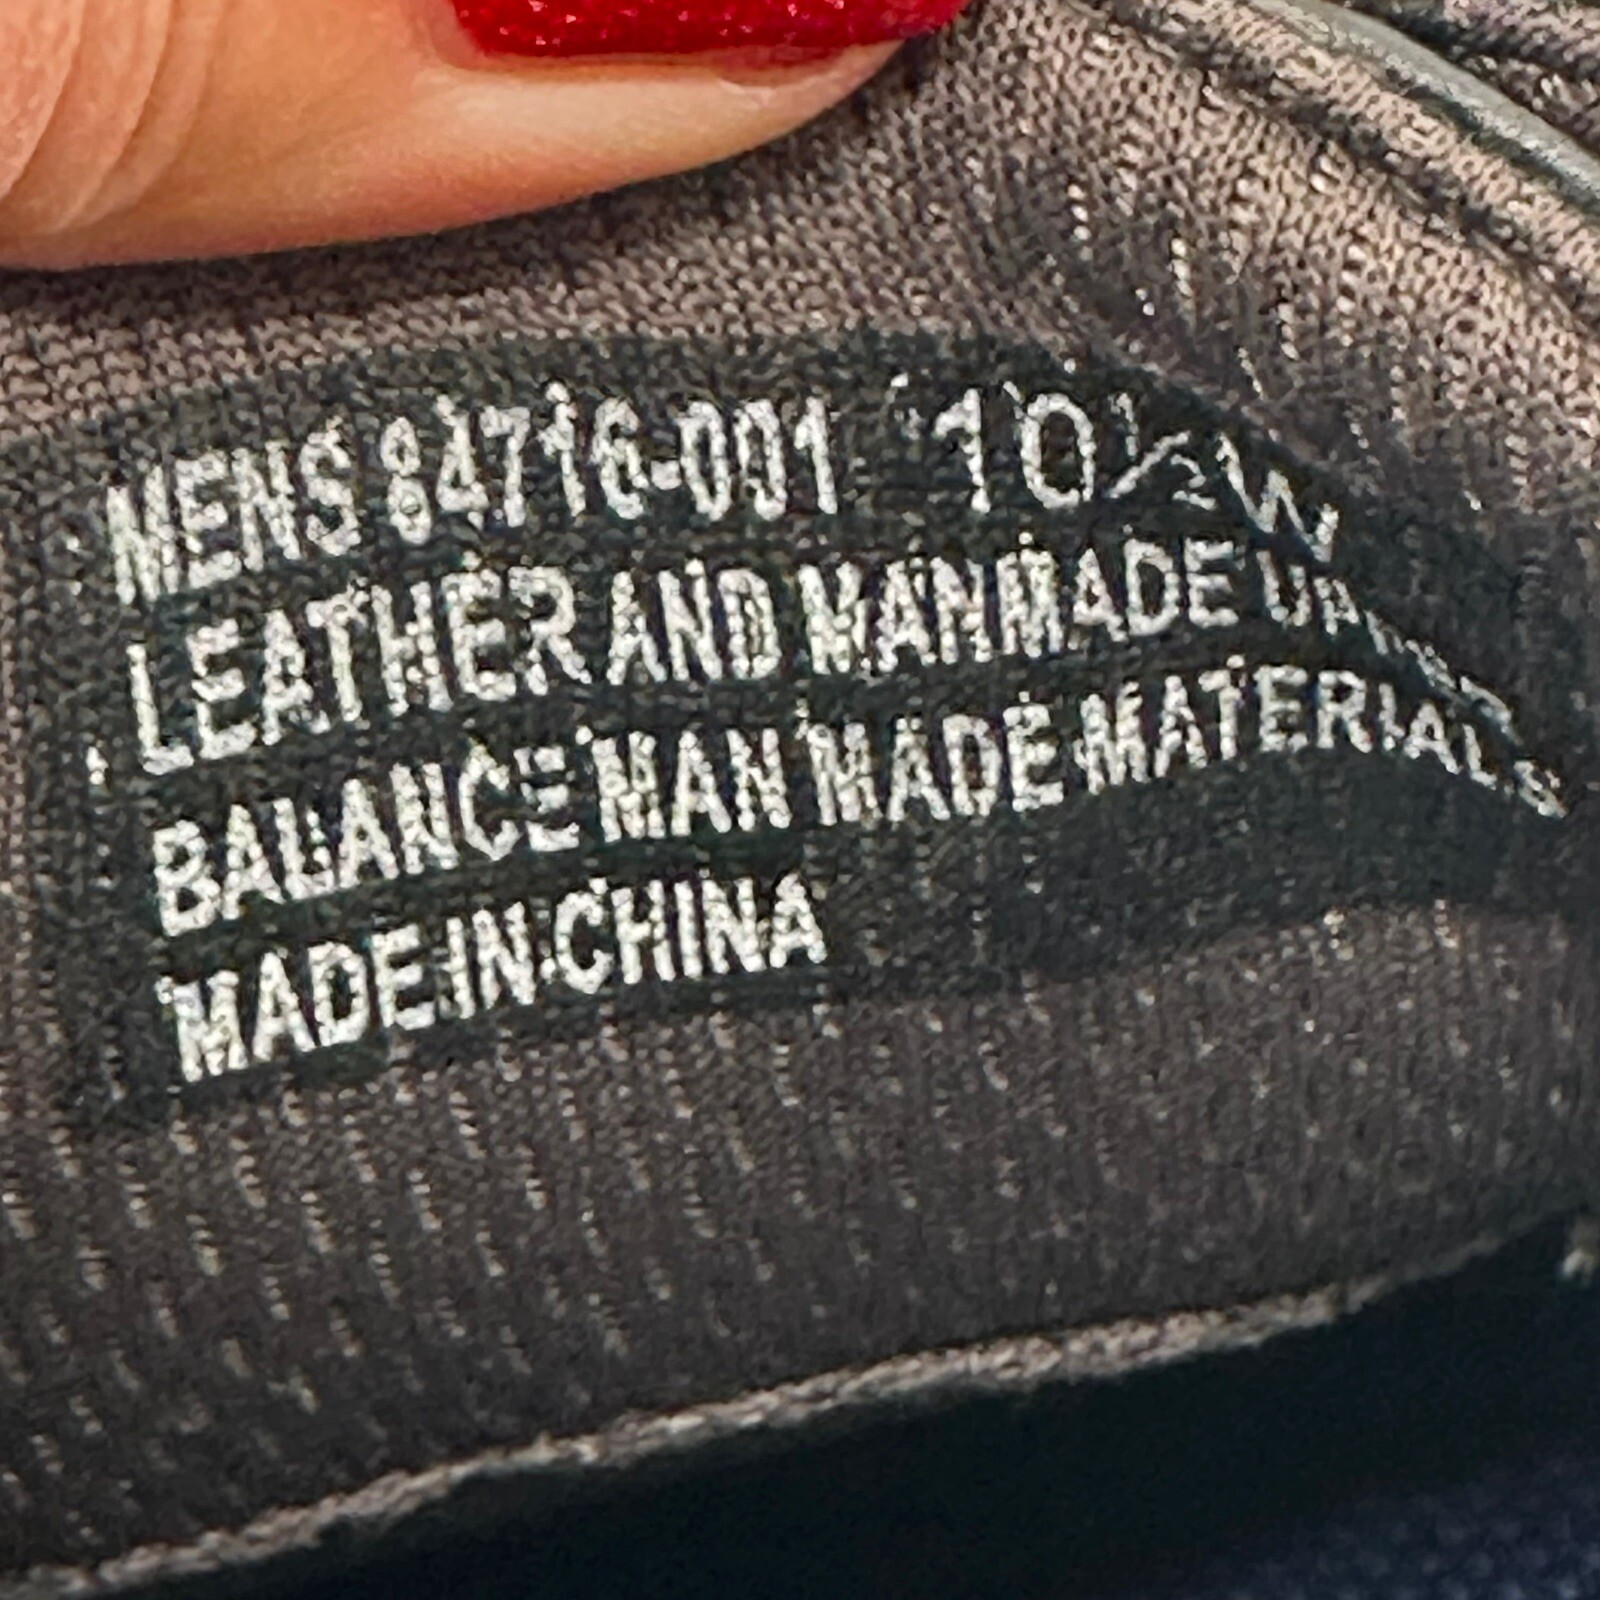 MENS 84716-001 10½W
LEATHER AND MANMADE UPPER
BALANCE MAN MADE MATERIALS
MADE IN CHINA